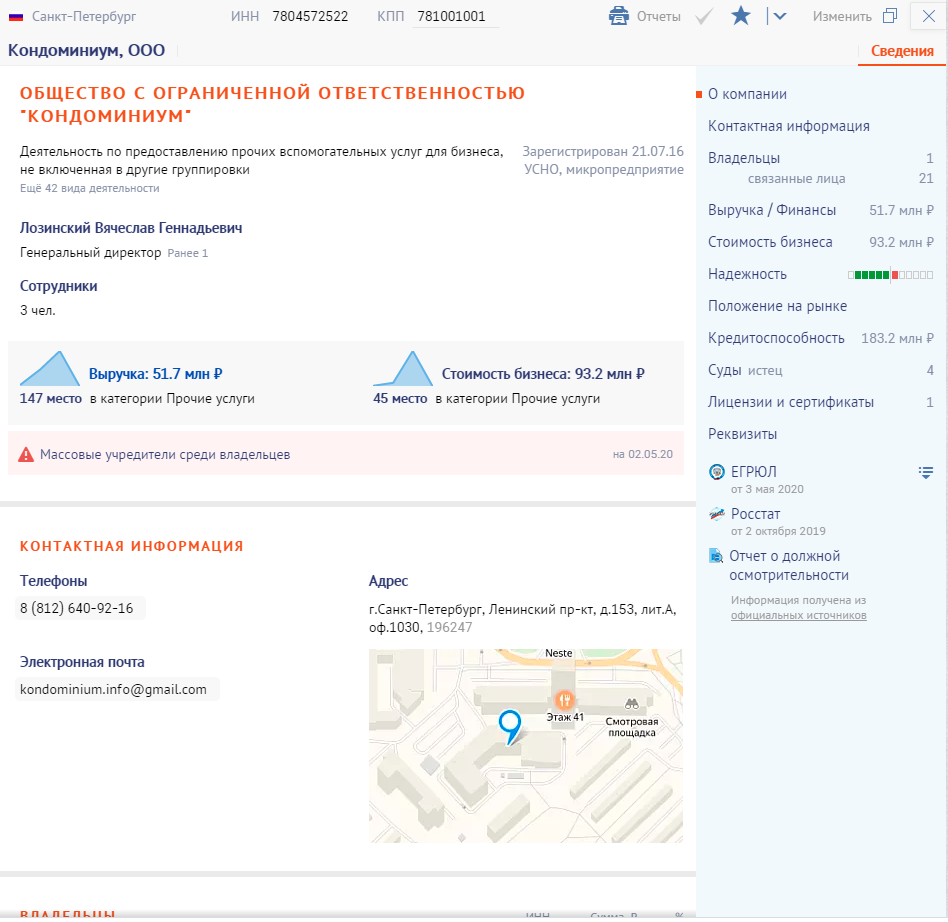 Санкт-Петербург ИНН 7804572522 КПП 781001001 Отчеты Изменить
Кондоминиум, ООО Сведения
ОБЩЕСТВО С ОГРАНИЧЕННОЙ ОТВЕТСТВЕННОСТЬЮ
"КОНДОМИНИУМ"
Деятельность по предоставлению прочих вспомогательных услуг для бизнеса,
не включенная в другие группировки
Ещё 42 вида деятельности
Зарегистрирован 21.07.16
УСНО, микропредприятие
Лозинский Вячеслав Геннадьевич
Генеральный директор Ранее 1
Сотрудники
3 чел.
Выручка: 51.7 млн ₽
147 место в категории Прочие услуги
Стоимость бизнеса: 93.2 млн ₽
45 место в категории Прочие услуги
Массовые учредители среди владельцев на 02.05.20
КОНТАКТНАЯ ИНФОРМАЦИЯ
Телефоны
8 (812) 640-92-16
Электронная почта
kondominium.info@gmail.com
Адрес
г.Санкт-Петербург, Ленинский пр-кт, д.153, лит.А,
оф.1030, 196247
Neste
Этаж 41
Смотровая
площадка
ВЛАДЕЛЬЦЫ ИНН Сумма, ₽ %
О компании
Контактная информация
Владельцы 1
связанные лица 21
Выручка / Финансы 51.7 млн ₽
Стоимость бизнеса 93.2 млн ₽
Надежность
Положение на рынке
Кредитоспособность 183.2 млн ₽
Суды истец 4
Лицензии и сертификаты 1
Реквизиты
ЕГРЮЛ
от 3 мая 2020
Росстат
от 2 октября 2019
Отчет о должной
осмотрительности
Информация получена из
официальных источников